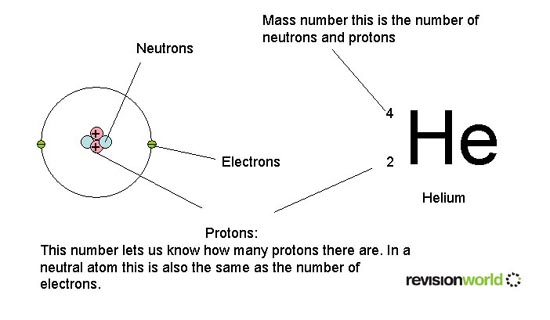 Mass number this is the number of
neutrons and protons
Neutrons
4
He
2
Electrons
Helium
Protons:
This number lets us know how many protons there are. In a
neutral atom this is also the same as the number of
electrons.
revisionworld
+
+
-
-